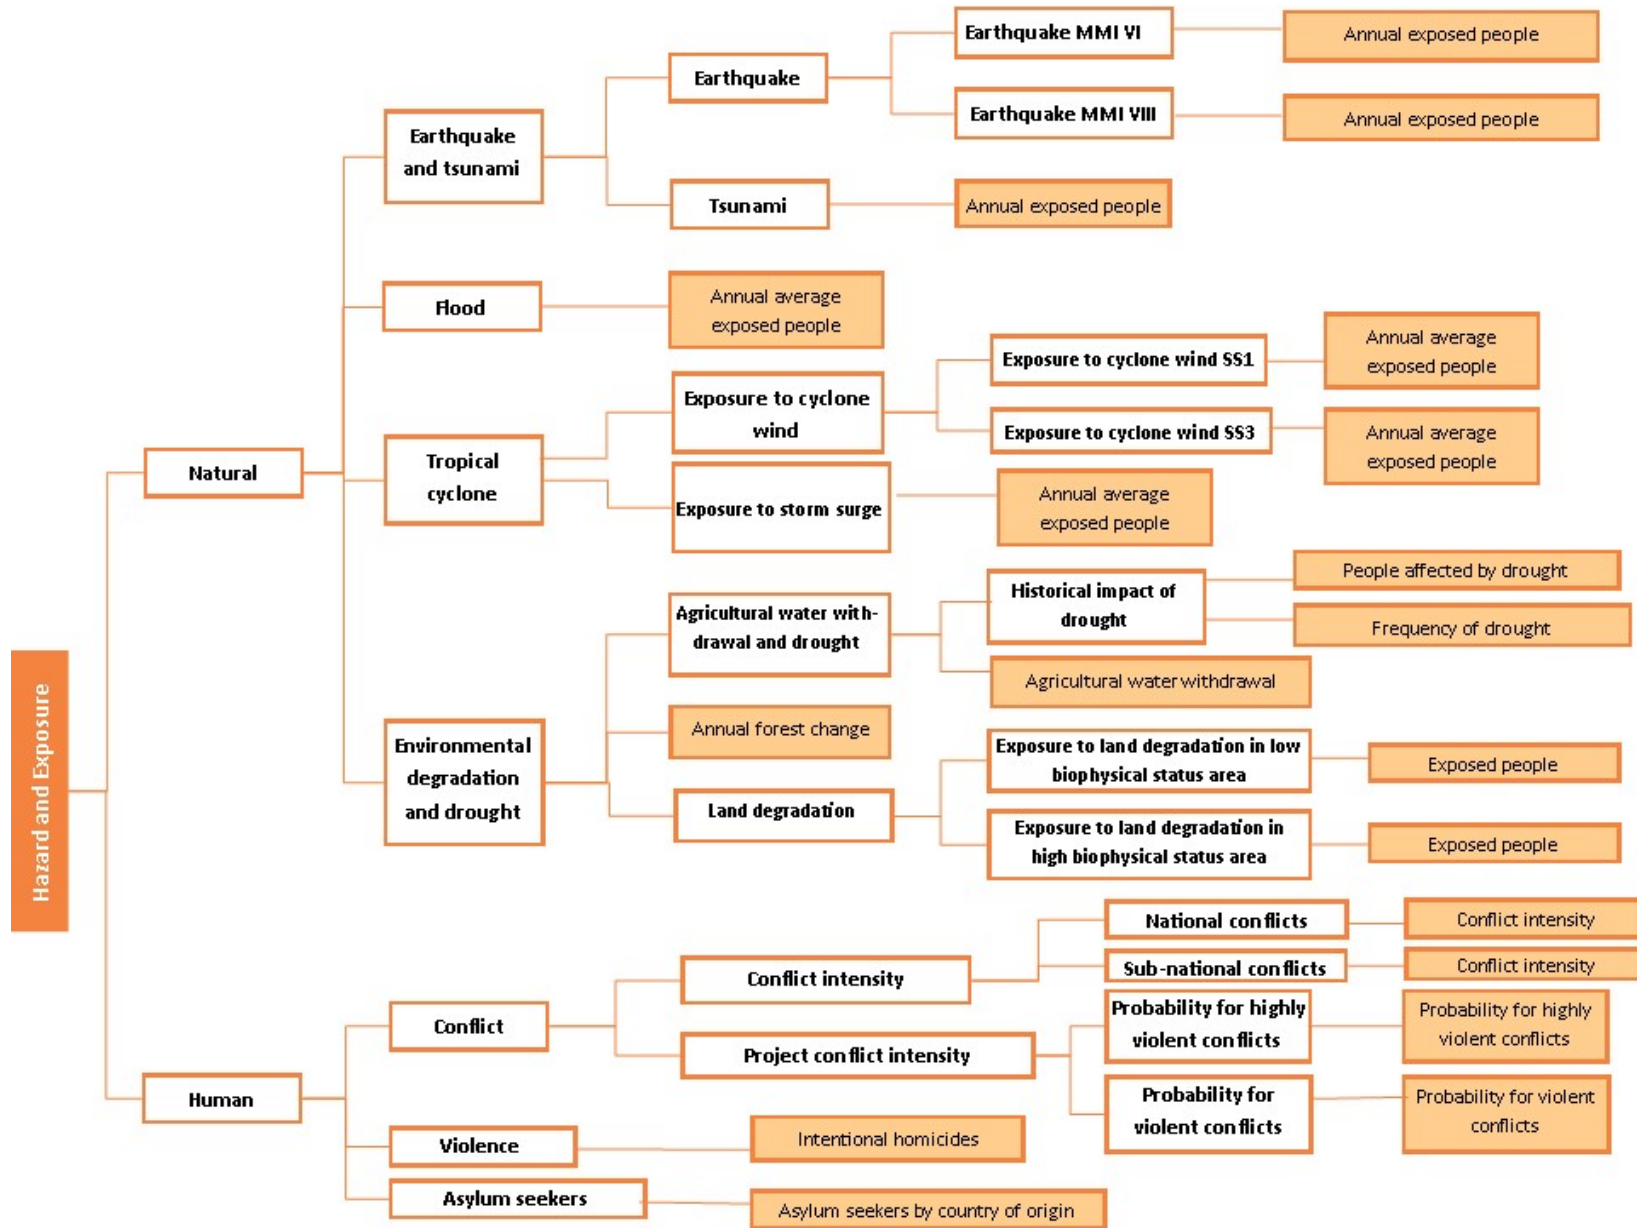 Hazard and Exposure
Natural
Earthquake
and tsunami
Earthquake
Earthquake MMI VI
Annual exposed people
Earthquake MMI VIII
Annual exposed people
Tsunami
Annual exposed people
Flood
Annual average
exposed people
Tropical
cyclone
Exposure to cyclone
wind
Exposure to cyclone wind SS1
Annual average
exposed people
Exposure to cyclone wind SS3
Annual average
exposed people
Exposure to storm surge
Annual average
exposed people
Environmental
degradation
and drought
Agricultural water with-
drawal and drought
Historical impact of
drought
People affected by drought
Frequency of drought
Agricultural water withdrawal
Annual forest change
Land degradation
Exposure to land degradation in low
biophysical status area
Exposed people
Exposure to land degradation in
high biophysical status area
Exposed people
Human
Conflict
Conflict intensity
National conflicts
Conflict intensity
Sub-national conflicts
Conflict intensity
Project conflict intensity
Probability for highly
violent conflicts
Probability for highly
violent conflicts
Probability for
violent conflicts
Probability for violent
conflicts
Violence
Intentional homicides
Asylum seekers
Asylum seekers by country of origin